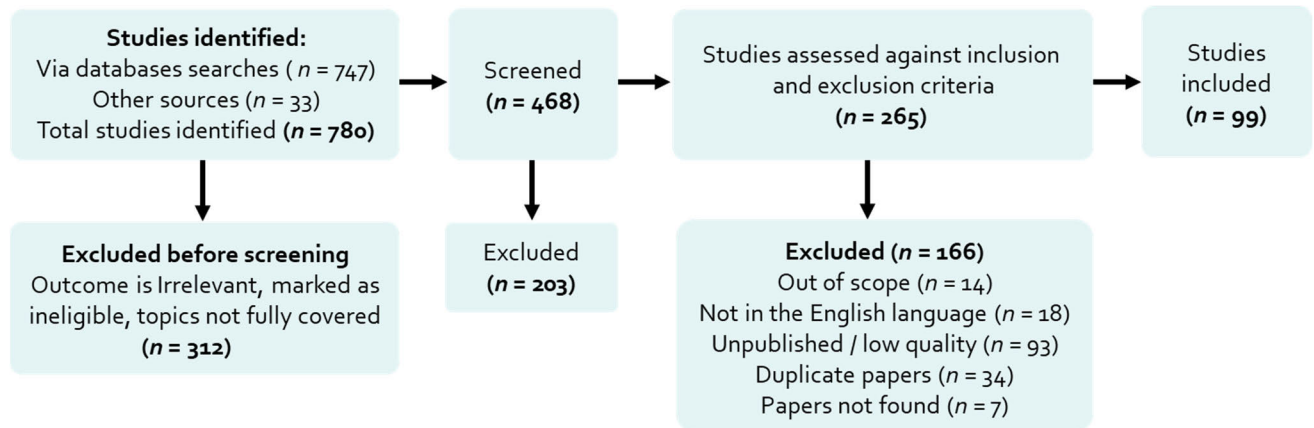 Studies identified:
Via databases searches ( n = 747)
Other sources (n = 33)
Total studies identified (n = 780)
Screened
(n = 468)
Studies assessed against inclusion
and exclusion criteria
(n = 265)
Studies
included
(n = 99)
Excluded before screening
Outcome is Irrelevant, marked as
ineligible, topics not fully covered
(n = 312)
Excluded
(n = 203)
Excluded (n = 166)
Out of scope (n = 14)
Not in the English language (n = 18)
Unpublished / low quality (n = 93)
Duplicate papers (n = 34)
Papers not found (n = 7)